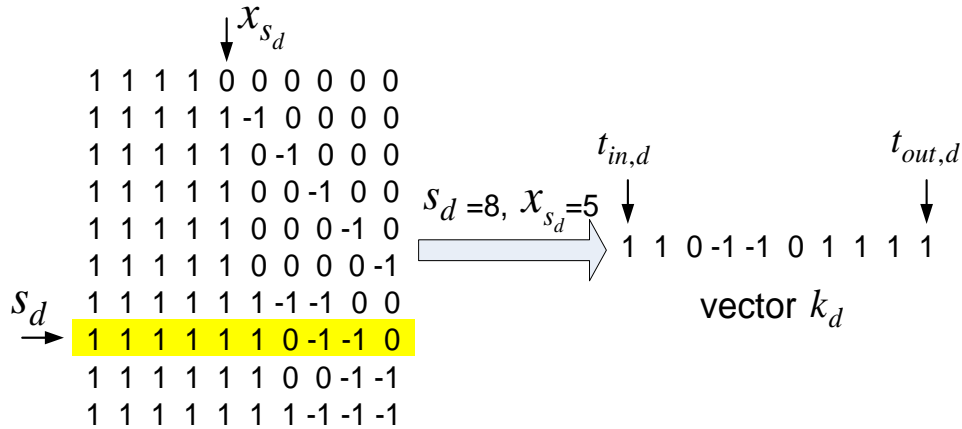 x_{s_d}
1 1 1 1 0 0 0 0 0 0
1 1 1 1 1 -1 0 0 0 0
1 1 1 1 1 0 -1 0 0 0
1 1 1 1 1 0 0 -1 0 0
1 1 1 1 1 0 0 0 -1 0
1 1 1 1 1 0 0 0 0 -1
1 1 1 1 1 1 -1 -1 0 0
s_d
1 1 1 1 1 1 0 -1 -1 0
1 1 1 1 1 1 0 0 -1 -1
1 1 1 1 1 1 1 -1 -1 -1
s_d =8, x_{s_d}=5
t_{in,d} t_{out,d}
1 1 0 -1 -1 0 1 1 1 1
vector k_d